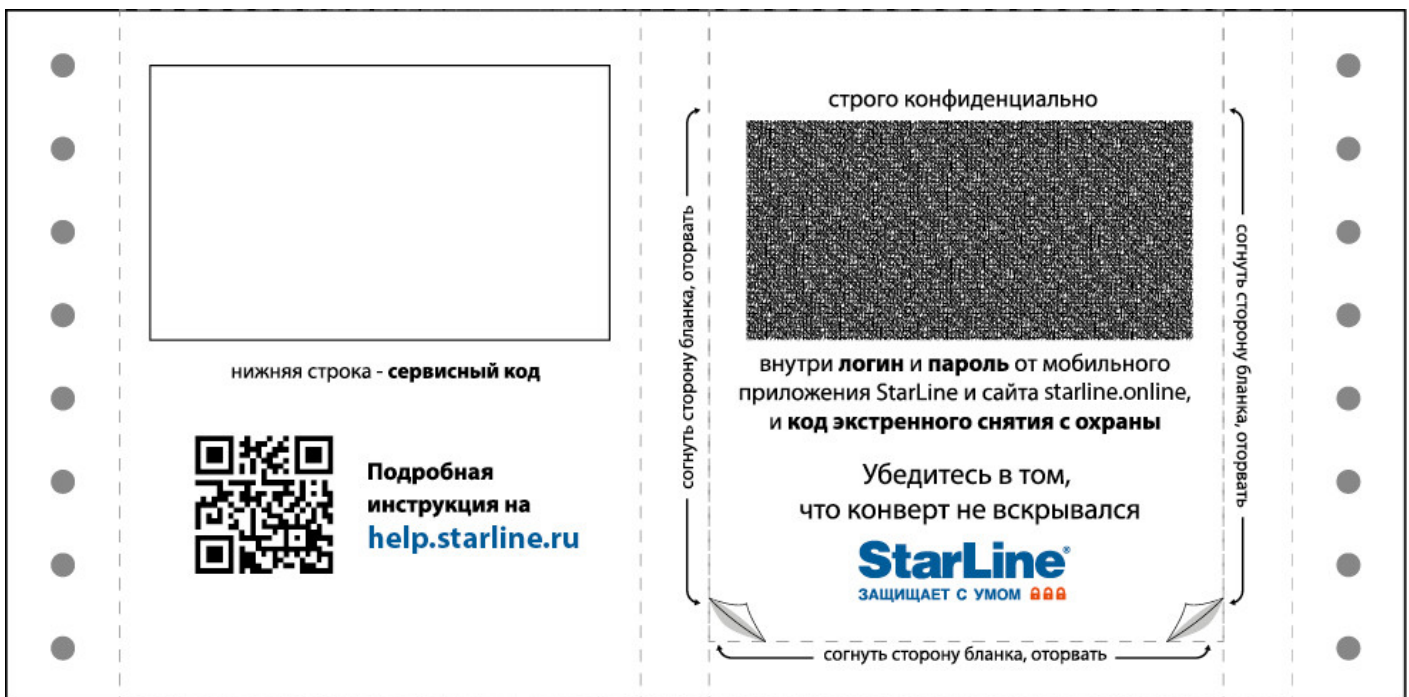 нижняя строка - сервисный код
Подробная
инструкция на
help.starline.ru
согнуть сторону бланка, оторвать
строго конфиденциально
внутри логин и пароль от мобильного
приложения StarLine и сайта starline.online,
и код экстренного снятия с охраны
Убедитесь в том,
что конверт не вскрывался
StarLine®
ЗАЩИЩАЕТ С УМОМ
согнуть сторону бланка, оторвать
согнуть сторону бланка, оторвать